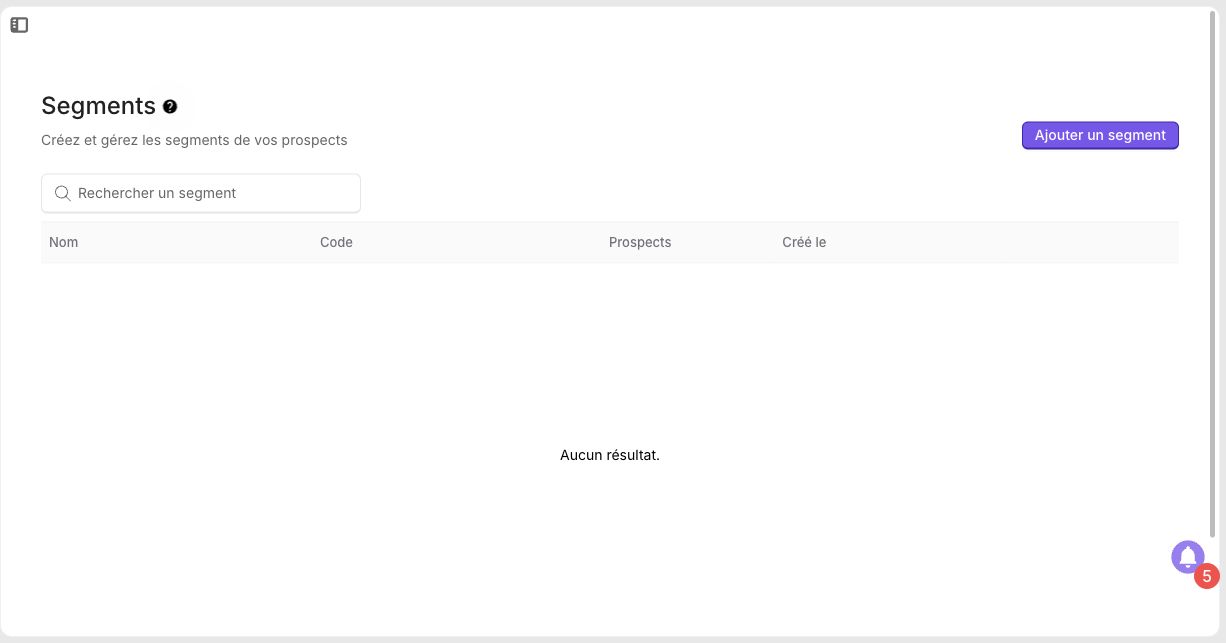 Segments
Créez et gérez les segments de vos prospects
Ajouter un segment
Rechercher un segment
Nom Code Prospects Créé le
Aucun résultat.
5